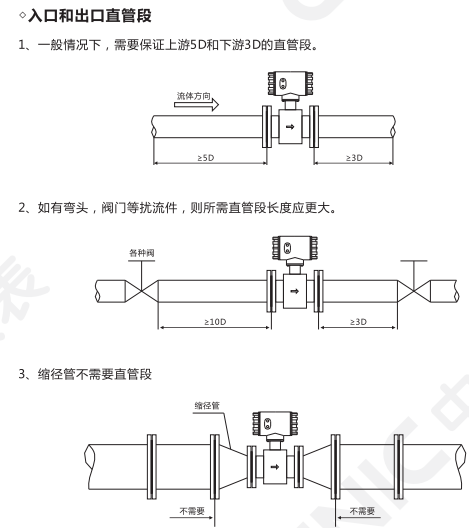 ◇入口和出口直管段
1、一般情况下，需要保证上游5D和下游3D的直管段。
流体方向
≥5D
≥3D
2、如有弯头，阀门等扰流件，则所需直管段长度应更大。
各种阀
≥10D
≥3D
3、缩径管不需要直管段
缩径管
不需要
不需要